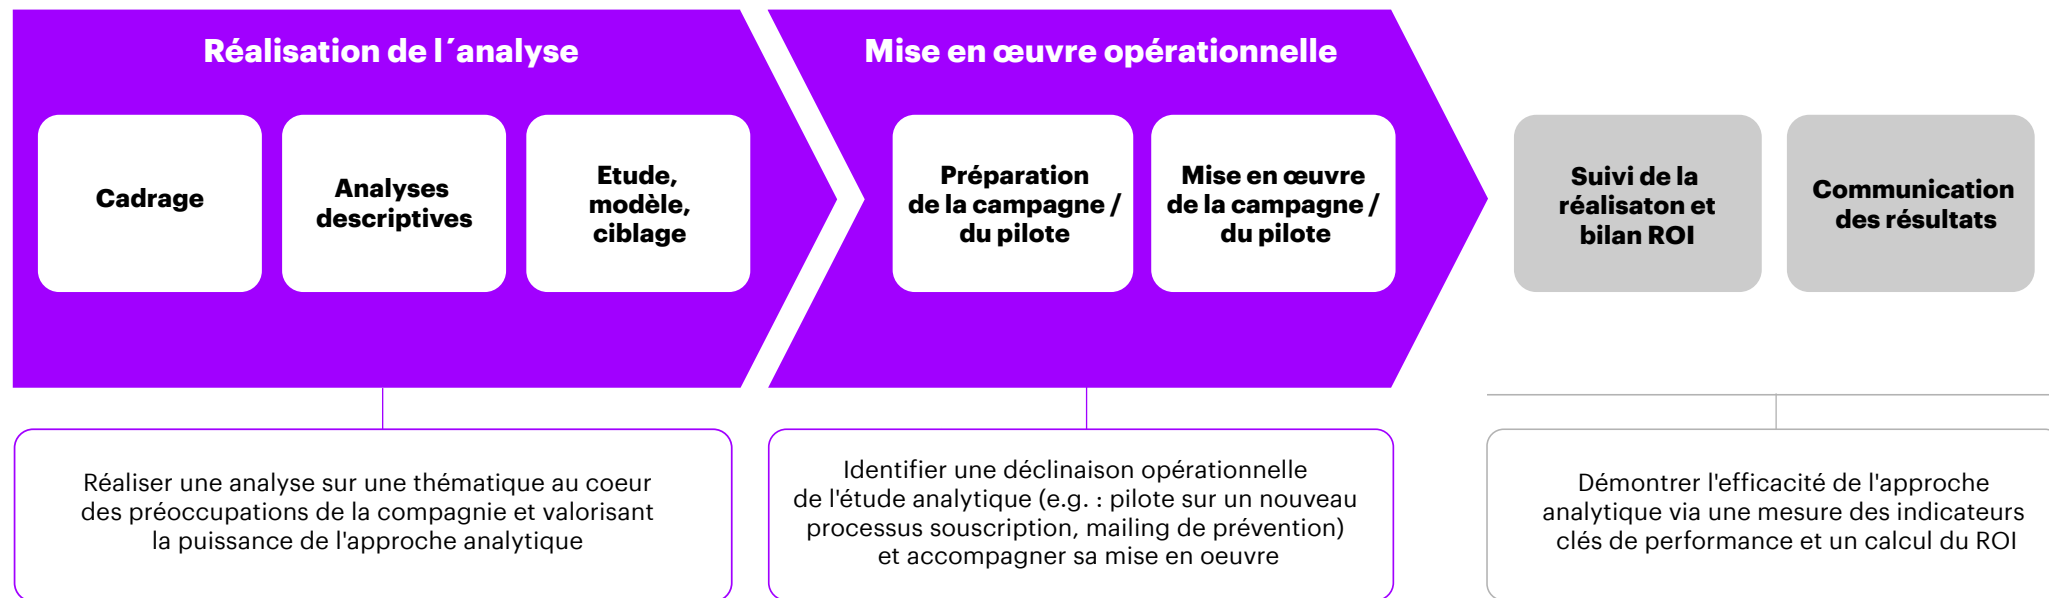 Réalisation de l´analyse
Mise en œuvre opérationnelle
Cadrage
Analyses
descriptives
Etude,
modèle,
ciblage
Préparation
de la campagne /
du pilote
Mise en œuvre
de la campagne /
du pilote
Suivi de la
réalisaton et
bilan ROI
Communication
des résultats
Réaliser une analyse sur une thématique au coeur
des préoccupations de la compagnie et valorisant
la puissance de l'approche analytique
Identifier une déclinaison opérationnelle
de l'étude analytique (e.g. : pilote sur un nouveau
processus souscription, mailing de prévention)
et accompagner sa mise en oeuvre
Démontrer l'efficacité de l'approche
analytique via une mesure des indicateurs
clés de performance et un calcul du ROI